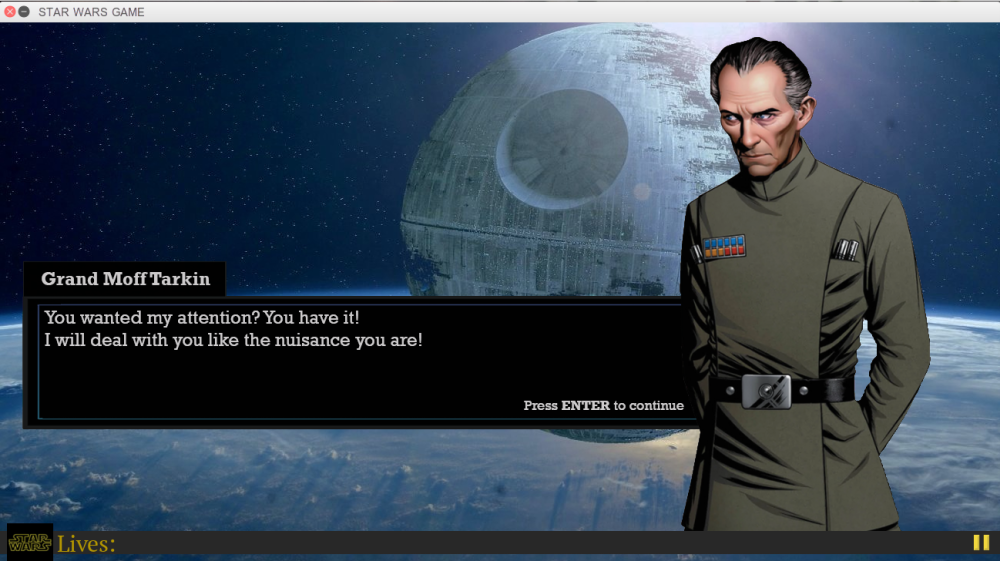 STAR WARS GAME
Grand Moff Tarkin
You wanted my attention? You have it!
I will deal with you like the nuisance you are!
Press ENTER to continue
STAR
WARS
Lives: